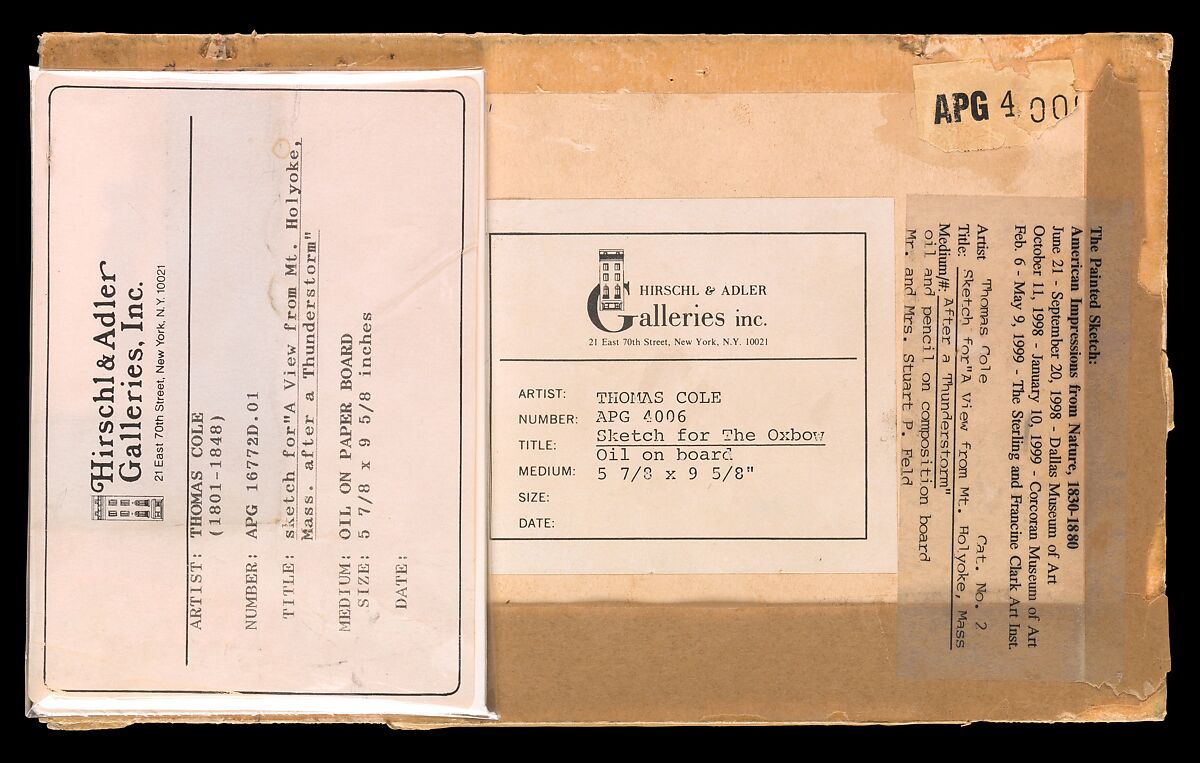 Hirschl & Adler
Galleries, Inc.
21 East 70th Street, New York, N.Y. 10021
ARTIST: THOMAS COLE
(1801-1848)
NUMBER: APG 16772D.01
TITLE: sketch for"A View from Mt. Holyoke,
Mass. after a Thunderstorm"
MEDIUM: OIL ON PAPER BOARD
SIZE: 5 7/8 x 9 5/8 inches
DATE:
HIRSCHL & ADLER
Galleries inc.
21 East 70th Street, New York, N.Y. 10021
ARTIST: THOMAS COLE
NUMBER: APG 4006
TITLE: Sketch for The Oxbow
MEDIUM: Oil on board
SIZE: 5 7/8 x 9 5/8"
DATE:
APG 400
The Painted Sketch:
American Impressions from Nature, 1830-1880
June 21 - September 20, 1998 - Dallas Museum of Art
October 11, 1998 - January 10, 1999 - Corcoran Museum of Art
Feb. 6 - May 9, 1999 - The Sterling and Francine Clark Art Inst.
Artist Thomas Cole Cat. No. 2
Title: Sketch for"A View from Mt. Holyoke, Mass
Medium/#: After a Thunderstorm"
oil and pencil on composition board
Mr. and Mrs. Stuart P. Feld